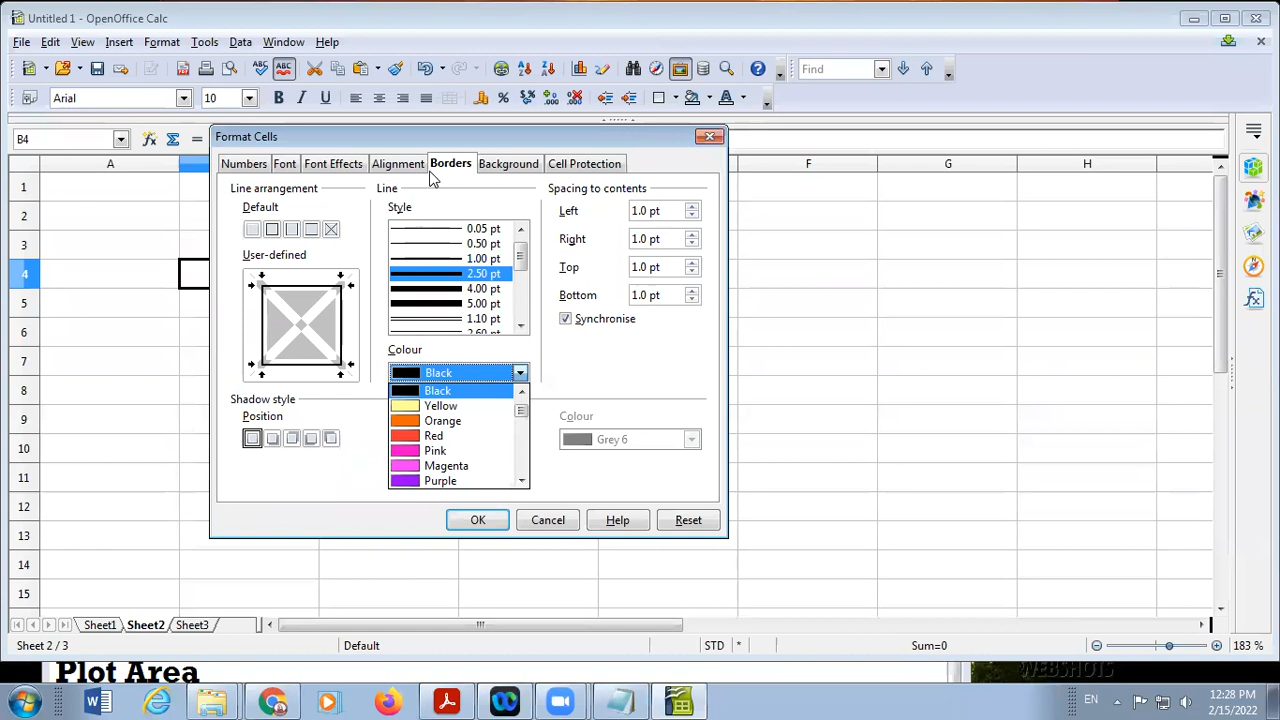 Untitled 1 - OpenOffice Calc
File Edit View Insert Format Tools Data Window Help
ABC ABC Find
Arial 10 B I U
B4
Format Cells
Numbers Font Font Effects Alignment Borders Background Cell Protection
A F G H
Line arrangement Line Spacing to contents
Default Style Left 1.0 pt
0.05 pt
0.50 pt
Right 1.0 pt
User-defined 1.00 pt
2.50 pt
Top 1.0 pt
4.00 pt
Bottom 1.0 pt
5.00 pt
1.10 pt
Synchronise
2.60 pt
Colour
Black
Black
Shadow style Yellow
Position Orange Colour
Red Grey 6
Pink
Magenta
Purple
OK Cancel Help Reset
1
2
3
4
5
6
7
8
9
10
11
12
13
14
15
Sheet1 Sheet2 Sheet3
Sheet 2 / 3 Default STD * Sum=0 183 %
Plot Area
WEBSHOTS
EN 12:28 PM
2/15/2022